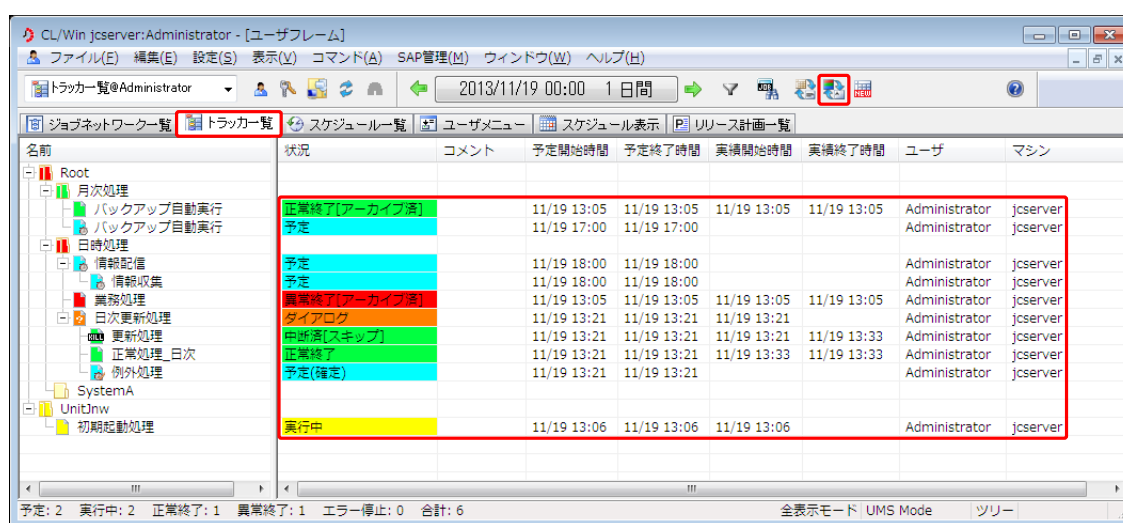 CL/Win jcserver:Administrator - [ユーザフレーム]
ファイル(F) 編集(E) 設定(S) 表示(V) コマンド(A) SAP管理(M) ウィンドウ(W) ヘルプ(H)
トラッカ一覧@Administrator 2013/11/19 00:00 1 日間 NEW
ジョブネットワーク一覧 トラッカ一覧 スケジュール一覧 ユーザメニュー スケジュール表示 リリース計画一覧
名前 状況 コメント 予定開始時間 予定終了時間 実績開始時間 実績終了時間 ユーザ マシン
Root
月次処理
バックアップ自動実行 正常終了[アーカイブ済] 11/19 13:05 11/19 13:05 11/19 13:05 11/19 13:05 Administrator jcserver
バックアップ自動実行 予定 11/19 17:00 11/19 17:00 Administrator jcserver
日時処理
情報配信 予定 11/19 18:00 11/19 18:00 Administrator jcserver
情報収集 予定 11/19 18:00 11/19 18:00 Administrator jcserver
業務処理 異常終了[アーカイブ済] 11/19 13:05 11/19 13:05 11/19 13:05 11/19 13:05 Administrator jcserver
日次更新処理 ダイアログ 11/19 13:21 11/19 13:21 11/19 13:21 Administrator jcserver
KILL 更新処理 中断済[スキップ] 11/19 13:21 11/19 13:21 11/19 13:21 11/19 13:33 Administrator jcserver
正常処理_日次 正常終了 11/19 13:21 11/19 13:21 11/19 13:33 11/19 13:33 Administrator jcserver
例外処理 予定(確定) 11/19 13:21 11/19 13:21 Administrator jcserver
SystemA
UnitJnw
初期起動処理 実行中 11/19 13:06 11/19 13:06 11/19 13:06 Administrator jcserver
予定: 2 実行中: 2 正常終了: 1 異常終了: 1 エラー停止: 0 合計: 6 全表示モード UMS Mode ツリー